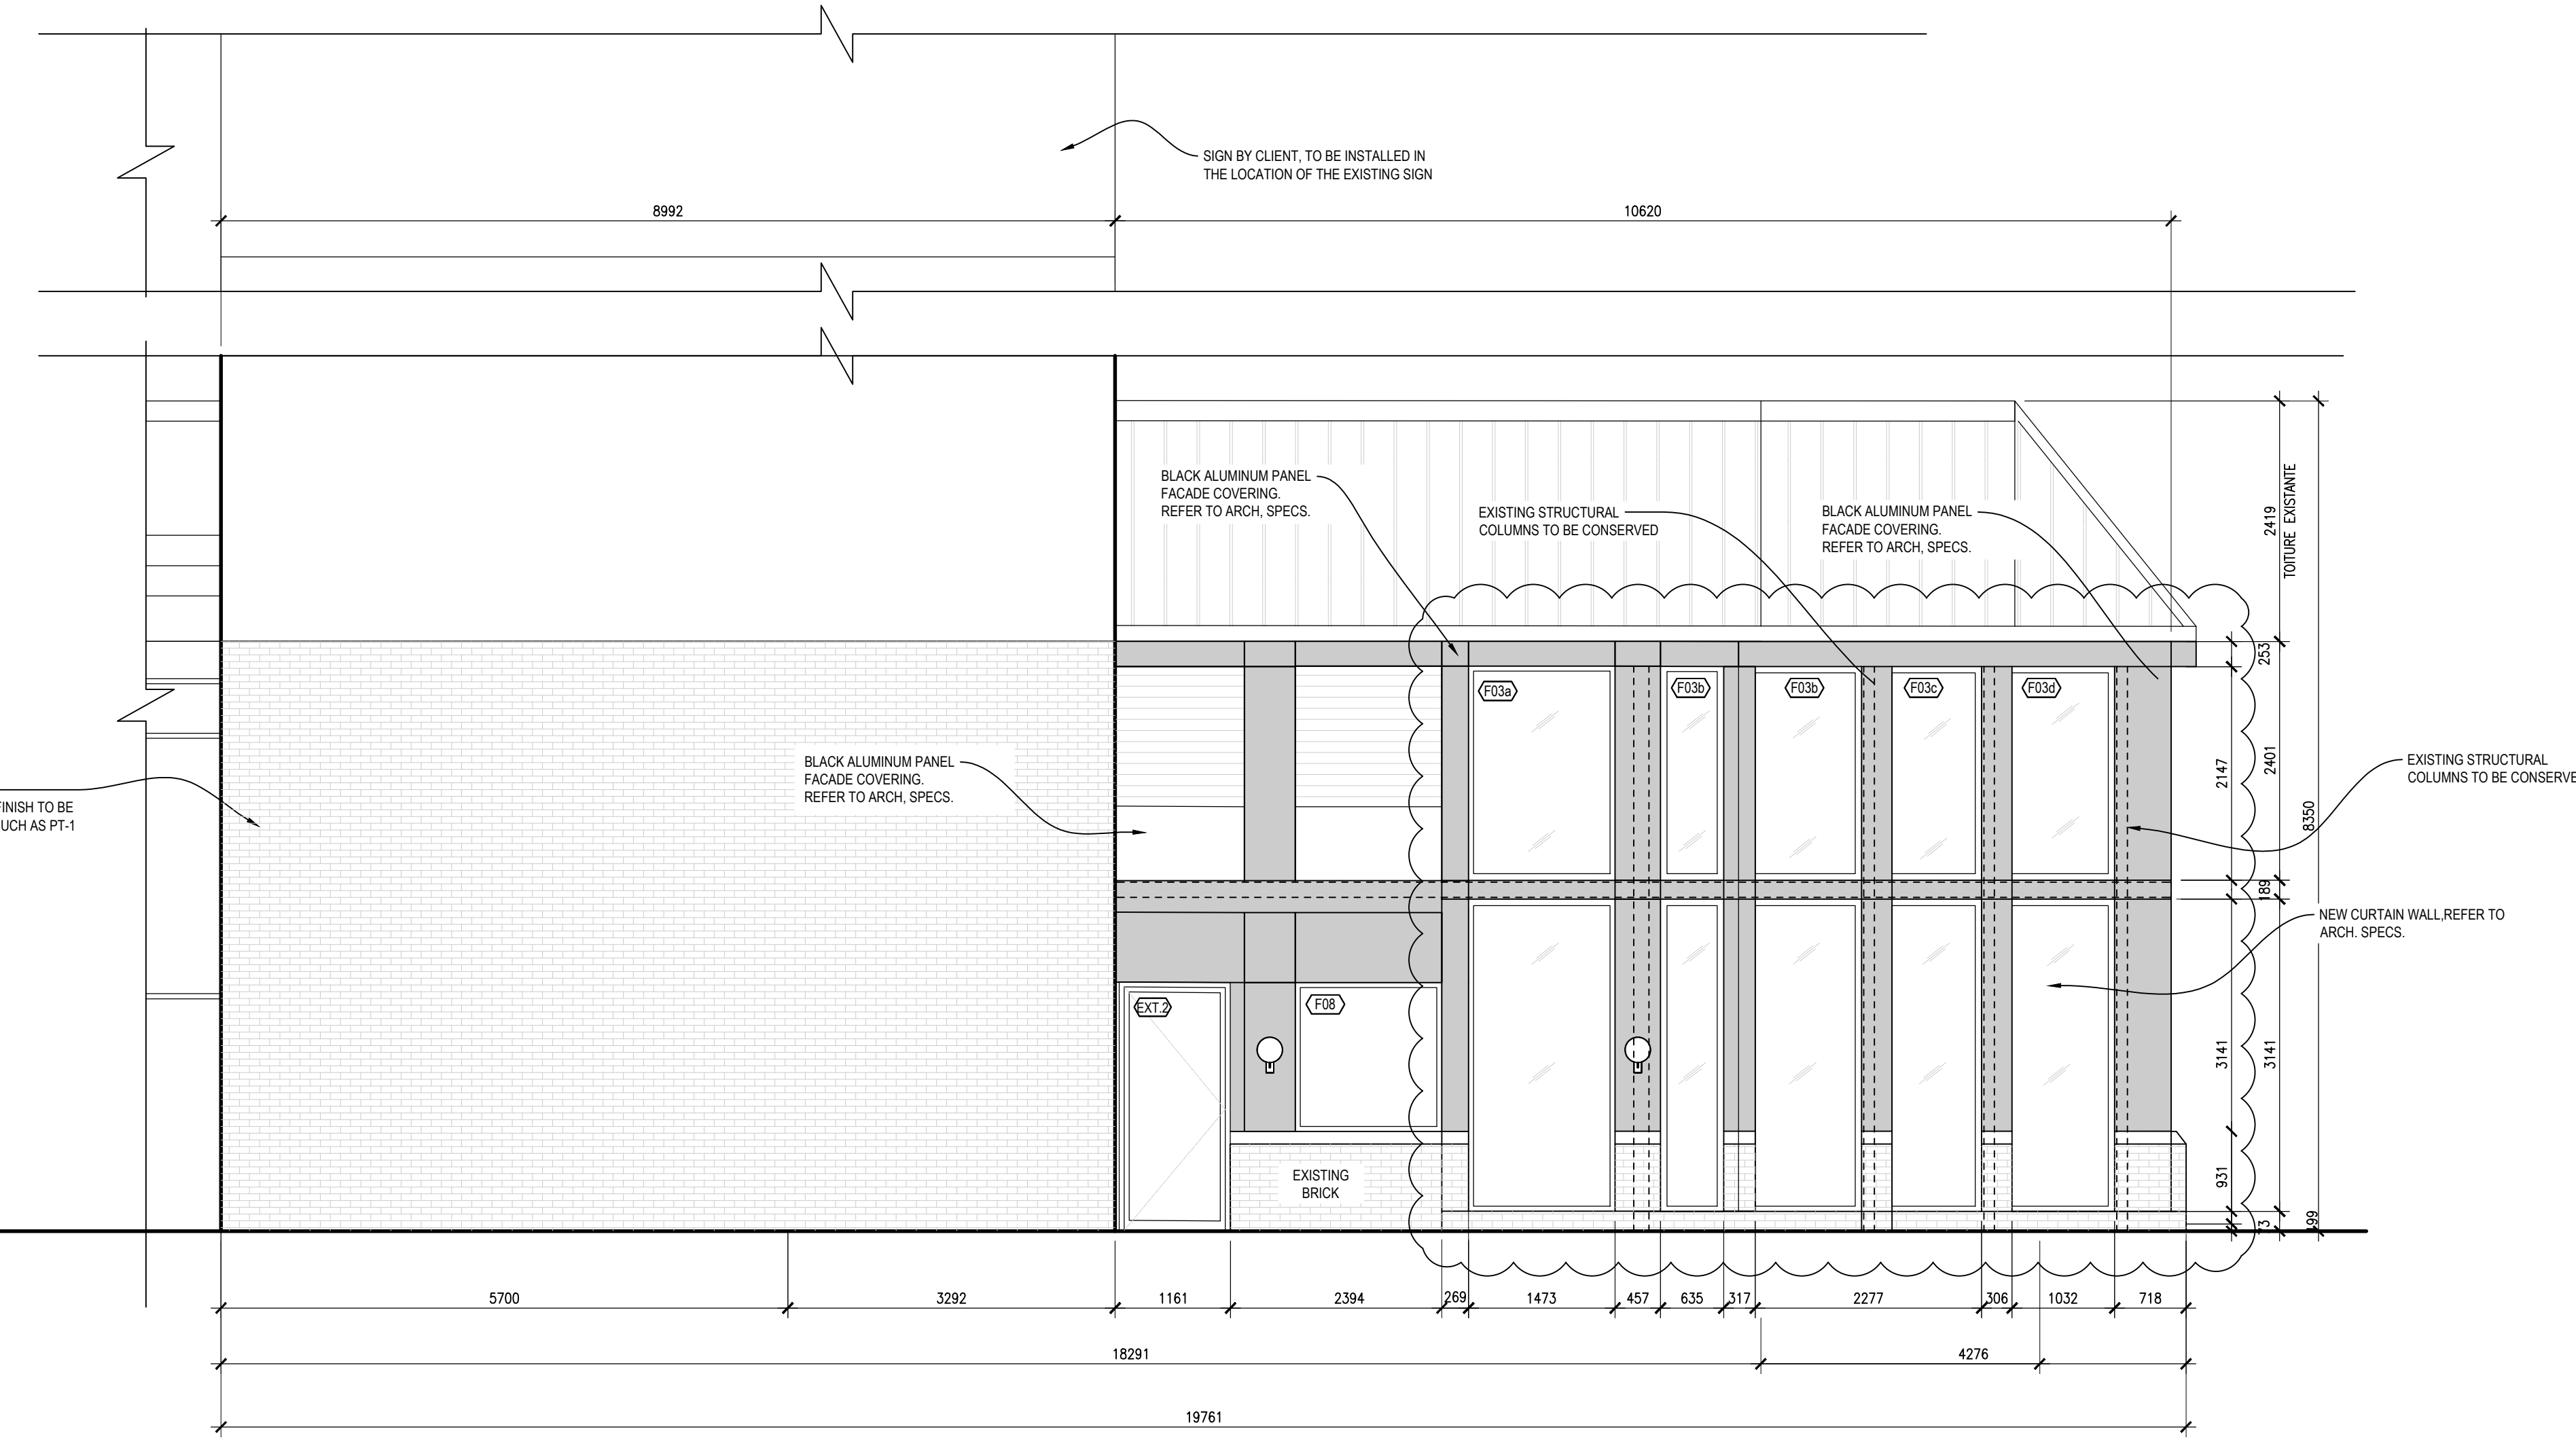 SIGN BY CLIENT, TO BE INSTALLED IN
THE LOCATION OF THE EXISTING SIGN
8992
10620
BLACK ALUMINUM PANEL
FACADE COVERING.
REFER TO ARCH, SPECS.
EXISTING STRUCTURAL
COLUMNS TO BE CONSERVED
BLACK ALUMINUM PANEL
FACADE COVERING.
REFER TO ARCH, SPECS.
2419
TOITURE EXISTANTE
253
F03a
F03b
F03b
F03c
F03d
BLACK ALUMINUM PANEL
FACADE COVERING.
REFER TO ARCH, SPECS.
2147
2401
8350
EXISTING STRUCTURAL
COLUMNS TO BE CONSERVE
FINISH TO BE
UCH AS PT-1
189
NEW CURTAIN WALL,REFER TO
ARCH. SPECS.
EXT.2
F08
3141
3141
EXISTING
BRICK
931
73
199
5700
3292
1161
2394
269
1473
457
635
317
2277
306
1032
718
18291
4276
19761